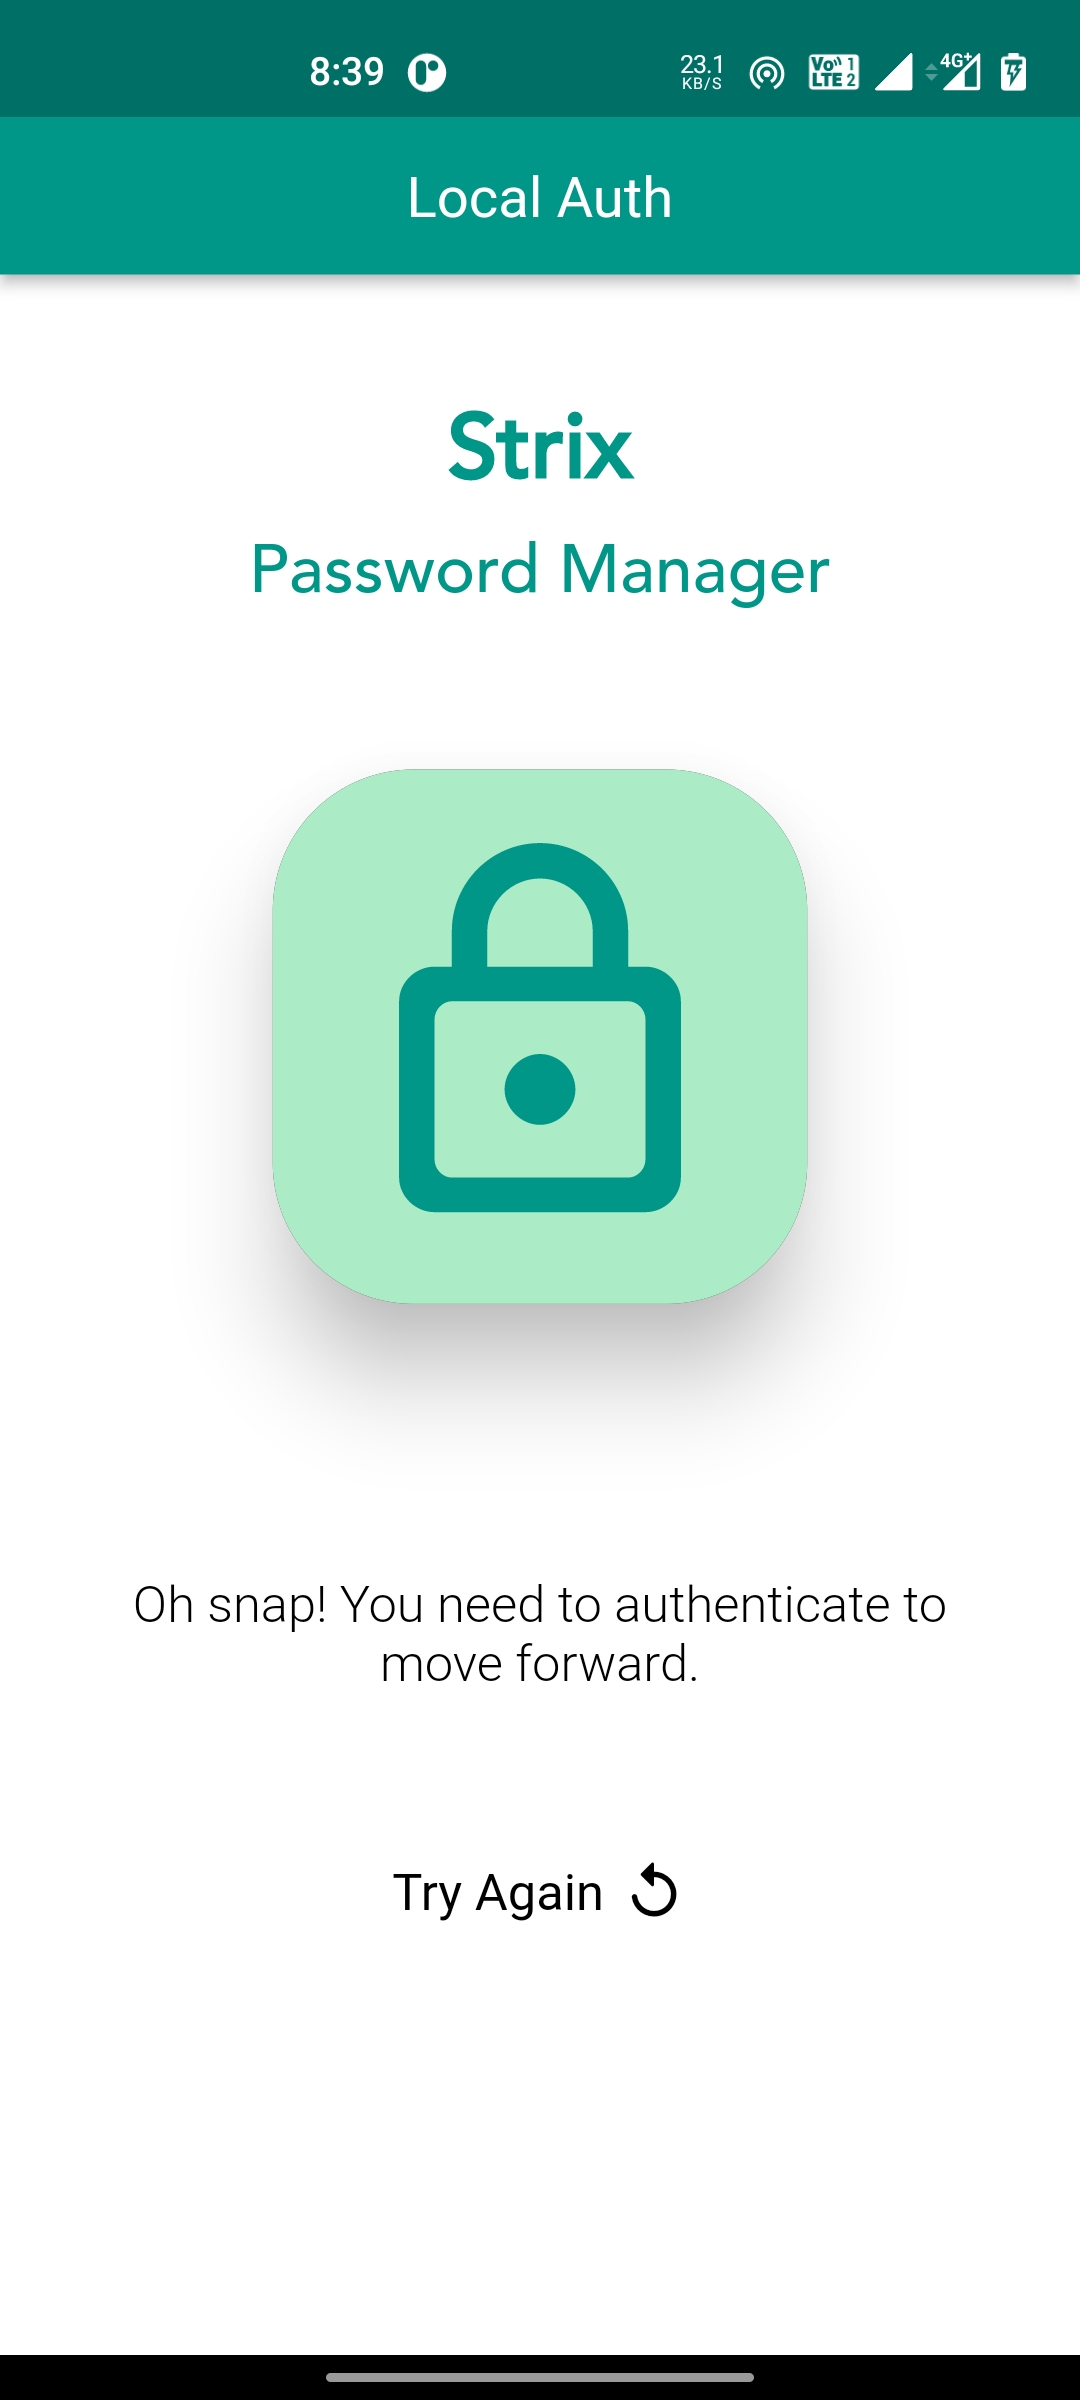 8:39
23.1
KB/S
Vo 1
LTE 2
4G+
Local Auth
Strix
Password Manager
Oh snap! You need to authenticate to
move forward.
Try Again